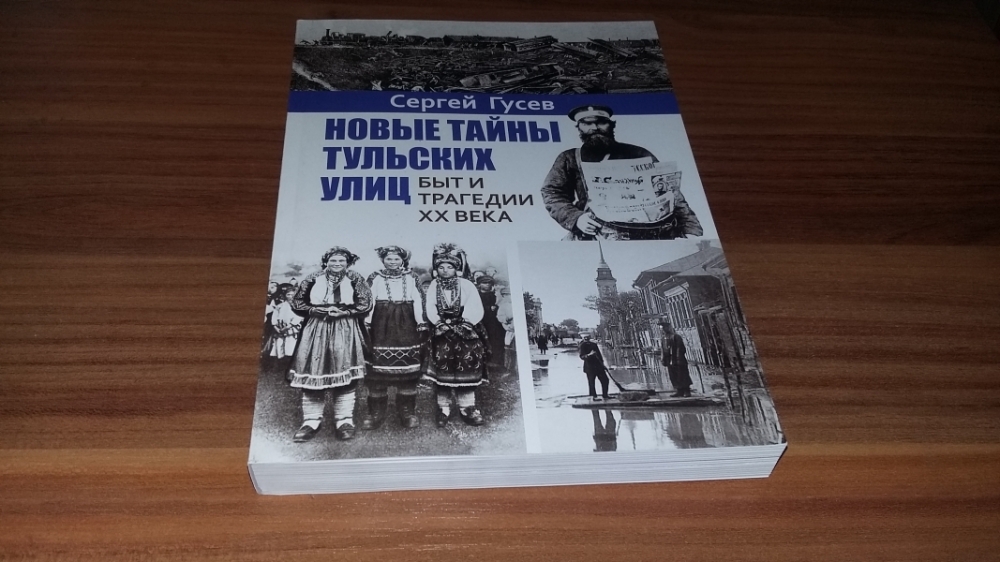 Сергей Гусев
НОВЫЕ ТАЙНЫ
ТУЛЬСКИХ
УЛИЦ
БЫТ И
ТРАГЕДИИ
XX ВЕКА